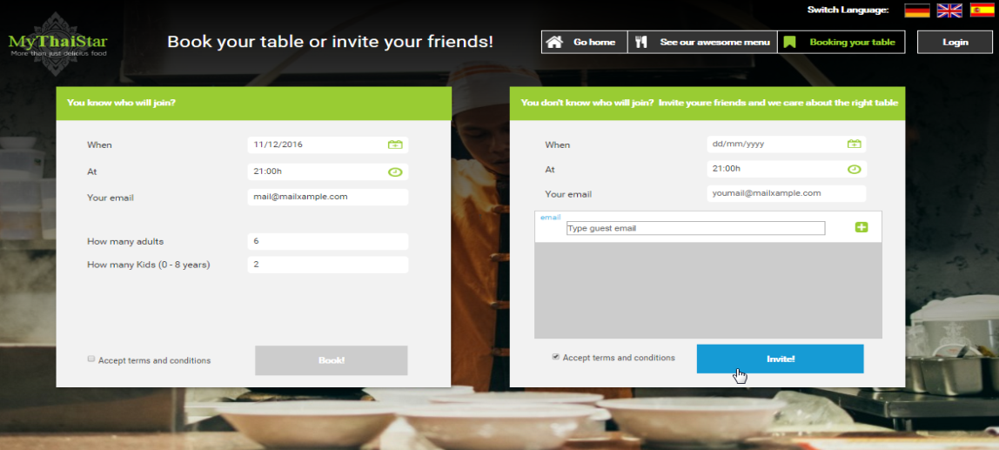 Switch Language:
MyThaiStar
More than just delicius food
Book your table or invite your friends!
Go home
See our awesome menu
Booking your table
Login
You know who will join?
When
11/12/2016
At
21:00h
Your email
mail@mailxample.com
How many adults
6
How many Kids (0 - 8 years)
2
Accept terms and conditions
Book!
You don't know who will join? Invite youre friends and we care about the right table
When
dd/mm/yyyy
At
21:00h
Your email
youmail@mailxample.com
email
Type guest email
Accept terms and conditions
Invite!